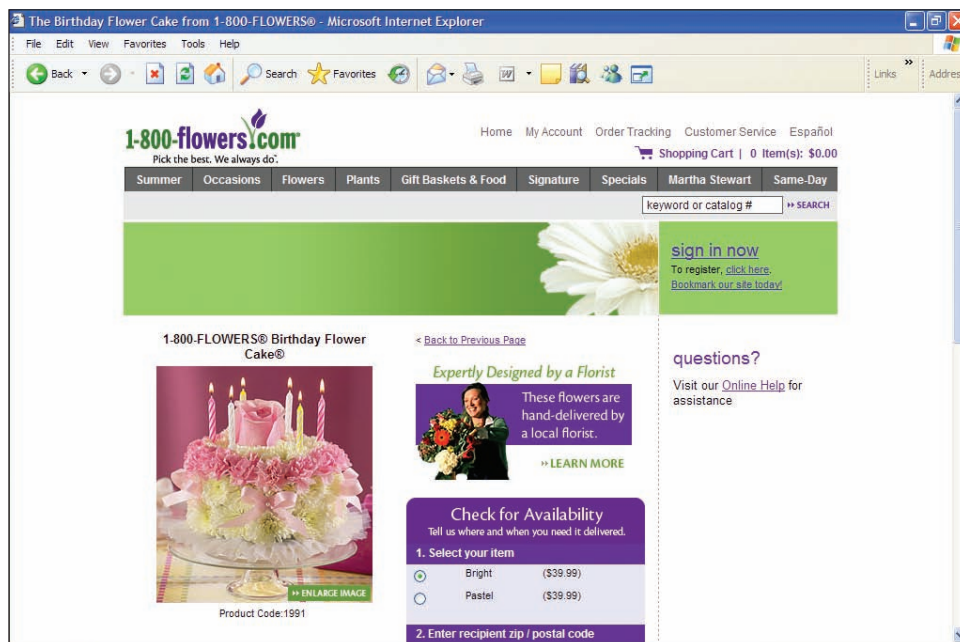 The Birthday Flower Cake from 1-800-FLOWERS® - Microsoft Internet Explorer
File Edit View Favorites Tools Help
Back Search Favorites Links Addres
1-800-flowers.com®
Pick the best. We always do℠.
Home My Account Order Tracking Customer Service Español
Shopping Cart | 0 Item(s): $0.00
Summer Occasions Flowers Plants Gift Baskets & Food Signature Specials Martha Stewart Same-Day
keyword or catalog # SEARCH
sign in now
To register, click here.
Bookmark our site today!
1-800-FLOWERS® Birthday Flower
Cake®
< Back to Previous Page
Expertly Designed by a Florist
These flowers are
hand-delivered by
a local florist.
LEARN MORE
questions?
Visit our Online Help for
assistance
ENLARGE IMAGE
Product Code:1991
Check for Availability
Tell us where and when you need it delivered.
1. Select your item
Bright ($39.99)
Pastel ($39.99)
2. Enter recipient zip / postal code